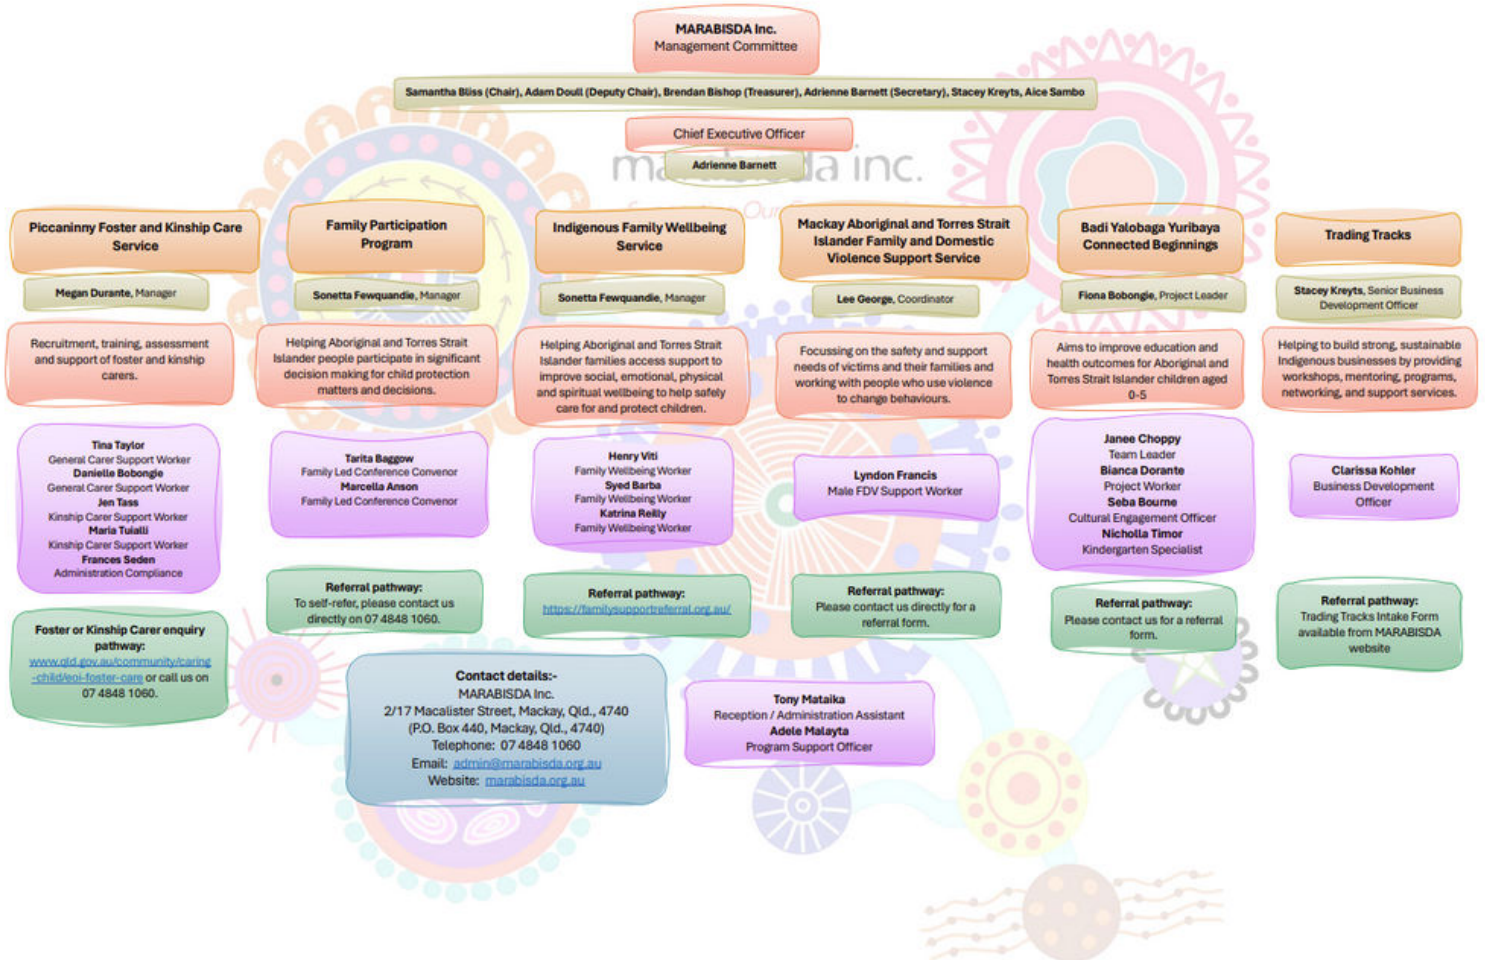 MARABISDA Inc.
Management Committee
Samantha Bliss (Chair), Adam Doull (Deputy Chair), Brendan Bishop (Treasurer), Adrienne Barnett (Secretary), Stacey Kreyts, Aice Sambo
Chief Executive Officer
Adrienne Barnett
inc.
Piccaninny Foster and Kinship Care
Service
Megan Durante, Manager
Recruitment, training, assessment
and support of foster and kinship
carers.
Tina Taylor
General Carer Support Worker
Danielle Bobongie
General Carer Support Worker
Jen Tass
Kinship Carer Support Worker
Maria Tuialli
Kinship Carer Support Worker
Frances Seden
Administration Compliance
Foster or Kinship Carer enquiry
pathway:
www.qld.gov.au/community/caring
-child/eoi-foster-care or call us on
07 4848 1060.
Family Participation
Program
Sonetta Fewquandie, Manager
Helping Aboriginal and Torres Strait
Islander people participate in significant
decision making for child protection
matters and decisions.
Tarita Baggow
Family Led Conference Convenor
Marcella Anson
Family Led Conference Convenor
Referral pathway:
To self-refer, please contact us
directly on 07 4848 1060.
Indigenous Family Wellbeing
Service
Sonetta Fewquandie, Manager
Helping Aboriginal and Torres Strait
Islander families access support to
improve social, emotional, physical
and spiritual wellbeing to help safely
care for and protect children.
Henry Viti
Family Wellbeing Worker
Syed Barba
Family Wellbeing Worker
Katrina Reilly
Family Wellbeing Worker
Referral pathway:
https://familysupportreferral.org.au/
Mackay Aboriginal and Torres Strait
Islander Family and Domestic
Violence Support Service
Lee George, Coordinator
Focussing on the safety and support
needs of victims and their families and
working with people who use violence
to change behaviours.
Lyndon Francis
Male FDV Support Worker
Referral pathway:
Please contact us directly for a
referral form.
Badi Yalobaga Yuribaya
Connected Beginnings
Fiona Bobongie, Project Leader
Aims to improve education and
health outcomes for Aboriginal and
Torres Strait Islander children aged
0-5
Janee Choppy
Team Leader
Bianca Dorante
Project Worker
Seba Bourne
Cultural Engagement Officer
Nicholla Timor
Kindergarten Specialist
Referral pathway:
Please contact us for a referral
form.
Trading Tracks
Stacey Kreyts, Senior Business
Development Officer
Helping to build strong, sustainable
Indigenous businesses by providing
workshops, mentoring, programs,
networking, and support services.
Clarissa Kohler
Business Development
Officer
Referral pathway:
Trading Tracks Intake Form
available from MARABISDA
website
Contact details:-
MARABISDA Inc.
2/17 Macalister Street, Mackay, Qld., 4740
(P.O. Box 440, Mackay, Qld., 4740)
Telephone: 07 4848 1060
Email: admin@marabisda.org.au
Website: marabisda.org.au
Tony Mataika
Reception / Administration Assistant
Adele Malayta
Program Support Officer